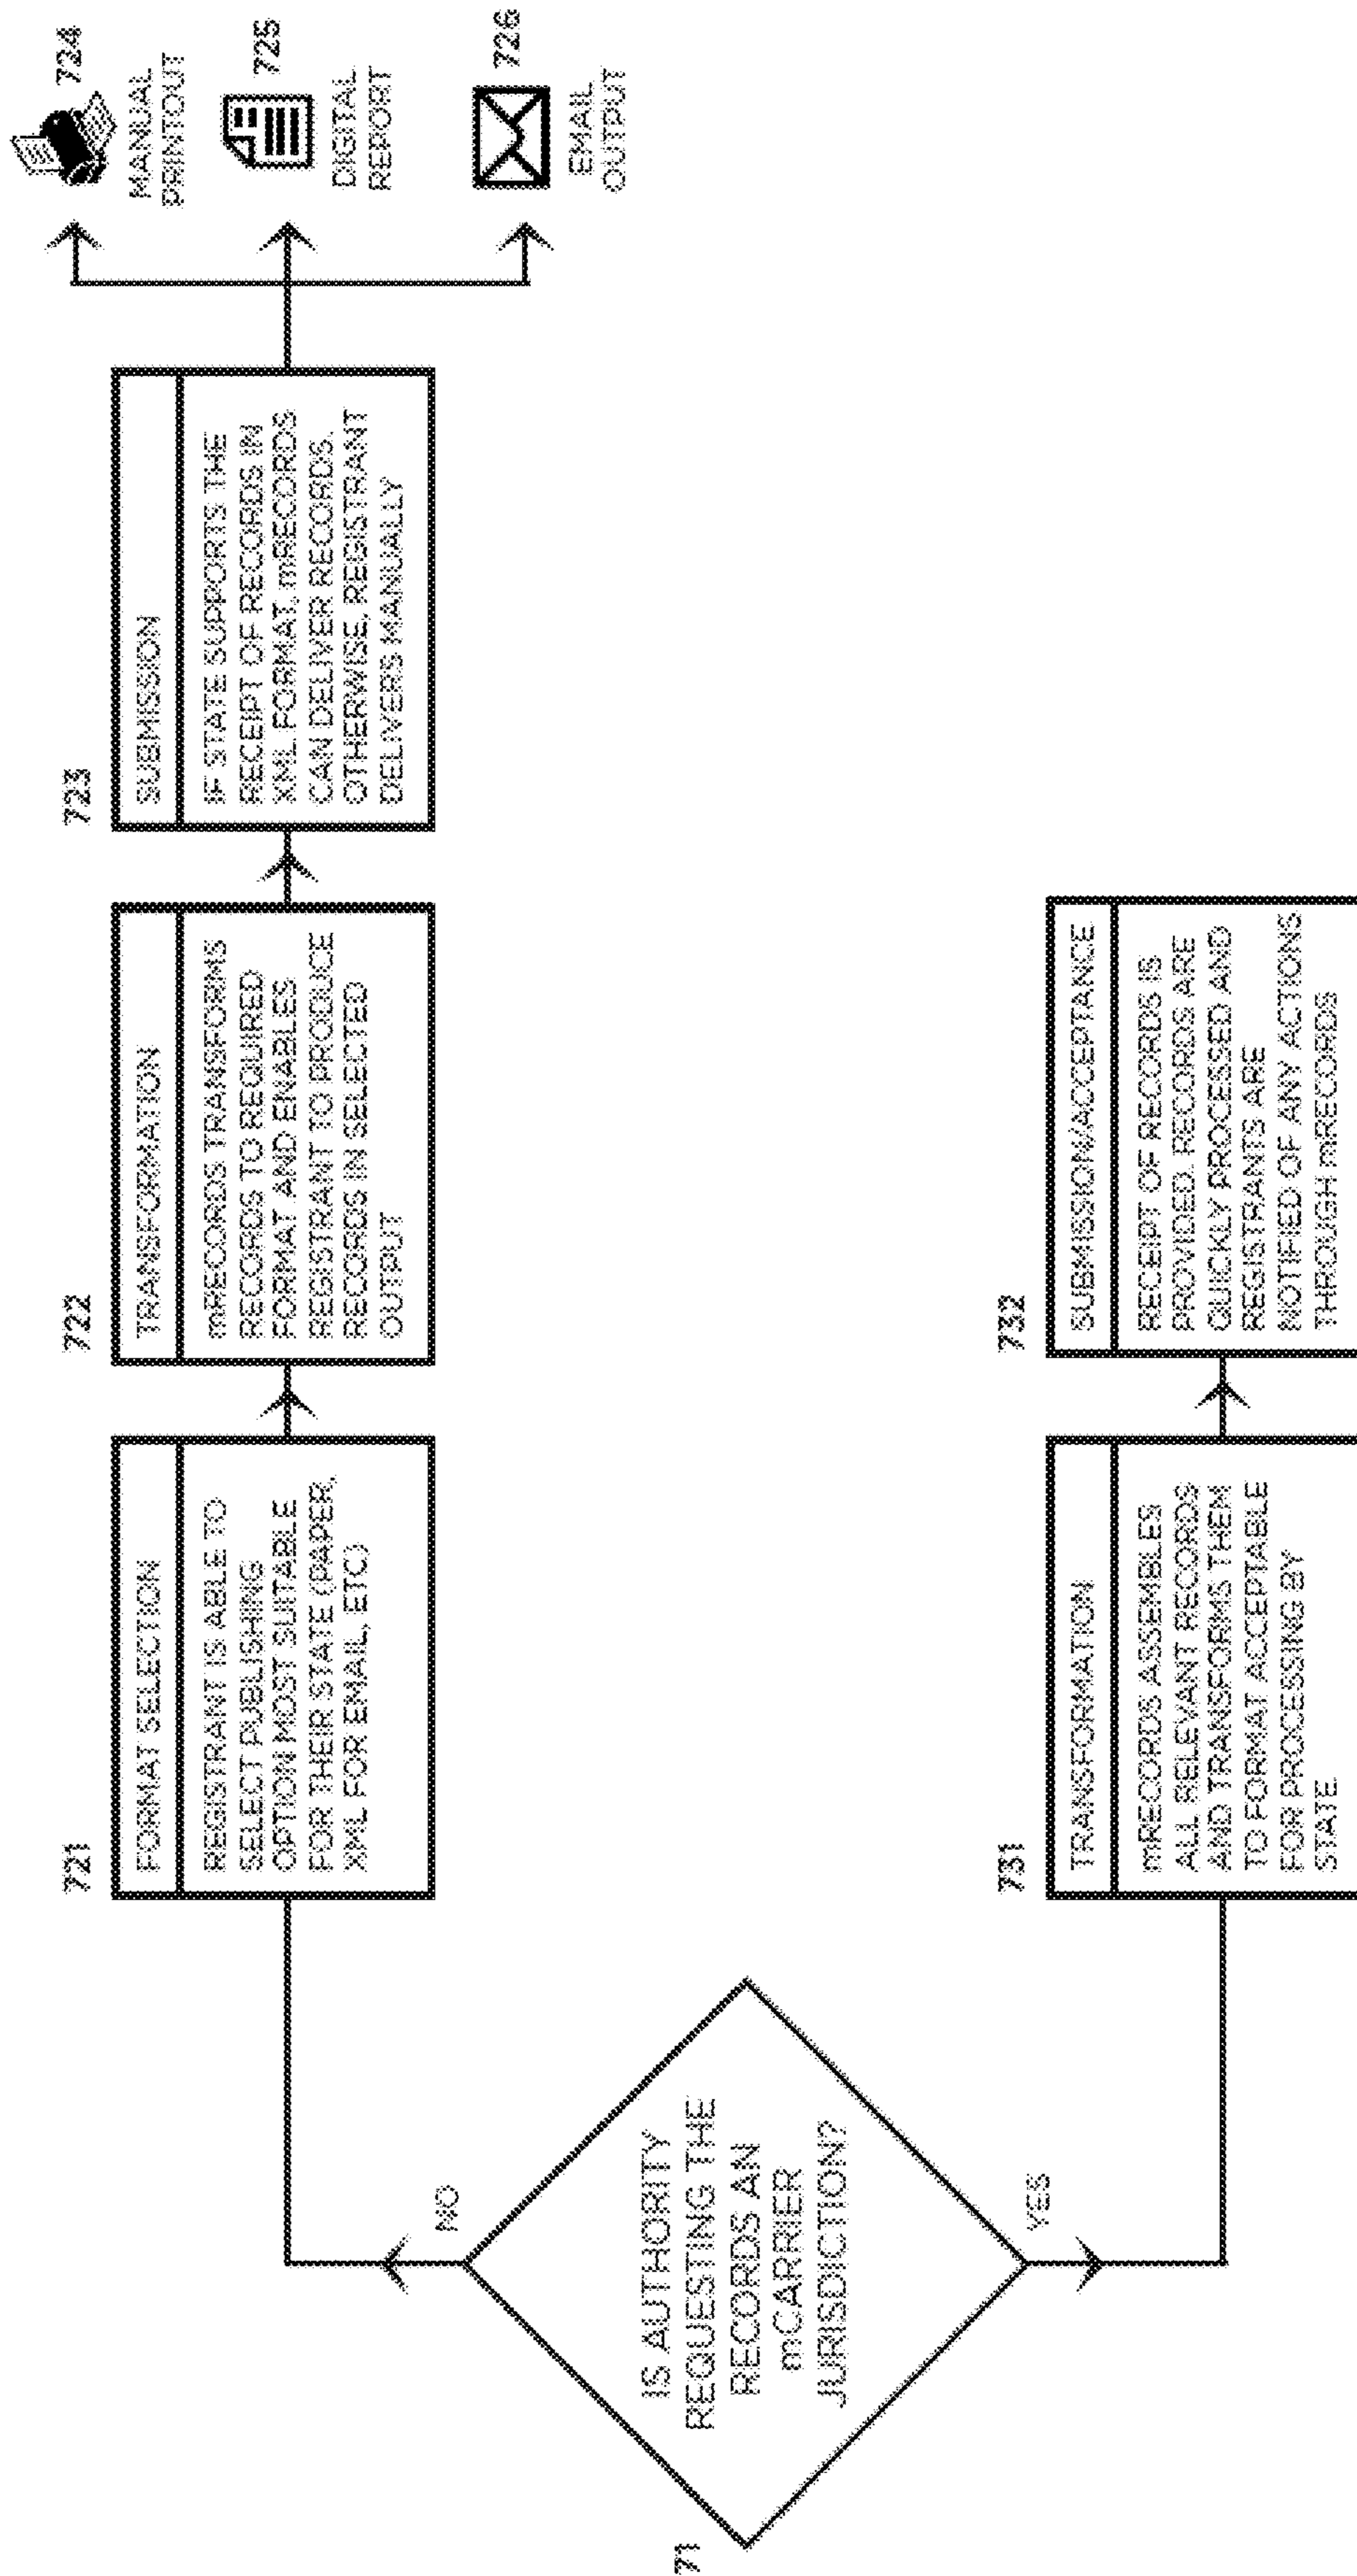 71
IS AUTHORITY
REQUESTING THE
RECORDS AN
mCARRIER
JURISDICTION?
NO
721
FORMAT SELECTION
REGISTRANT IS ABLE TO
SELECT PUBLISHING
OPTION MOST SUITABLE
FOR THEIR STATE (PAPER,
XML FOR EMAIL, ETC)
722
TRANSFORMATION
mRECORDS TRANSFORMS
RECORDS TO REQUIRED
FORMAT AND ENABLES
REGISTRANT TO PRODUCE
RECORDS IN SELECTED
OUTPUT
723
SUBMISSION
IF STATE SUPPORTS THE
RECEIPT OF RECORDS IN
XML FORMAT, mRECORDS
CAN DELIVER RECORDS.
OTHERWISE, REGISTRANT
DELIVERS MANUALLY
724
MANUAL
PRINTOUT
725
DIGITAL
REPORT
726
EMAIL
OUTPUT
YES
731
TRANSFORMATION
mRECORDS ASSEMBLES
ALL RELEVANT RECORDS
AND TRANSFORMS THEM
TO FORMAT ACCEPTABLE
FOR PROCESSING BY
STATE
732
SUBMISSION/ACCEPTANCE
RECEIPT OF RECORDS IS
PROVIDED. RECORDS ARE
QUICKLY PROCESSED AND
REGISTRANTS ARE
NOTIFIED OF ANY ACTIONS
THROUGH mRECORDS